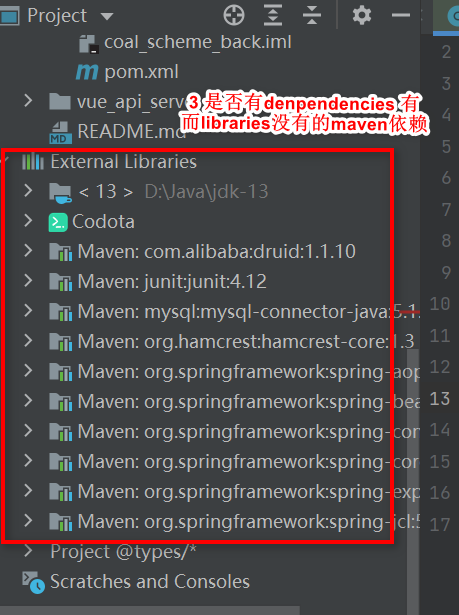 Project
coal_scheme_back.iml
pom.xml
vue_api_serv
README.md
3 是否有denpendencies 有
而libraries没有的maven依赖
External Libraries
< 13 > D:\Java\jdk-13
Codota
Maven: com.alibaba:druid:1.1.10
Maven: junit:junit:4.12
Maven: mysql:mysql-connector-java:5.1.
Maven: org.hamcrest:hamcrest-core:1.3
Maven: org.springframework:spring-aop
Maven: org.springframework:spring-bea
Maven: org.springframework:spring-con
Maven: org.springframework:spring-cor
Maven: org.springframework:spring-exp
Maven: org.springframework:spring-jcl:5
Project @types/*
Scratches and Consoles
2
3
4
5
6
7
8
9
10
11
12
13
14
15
16
17